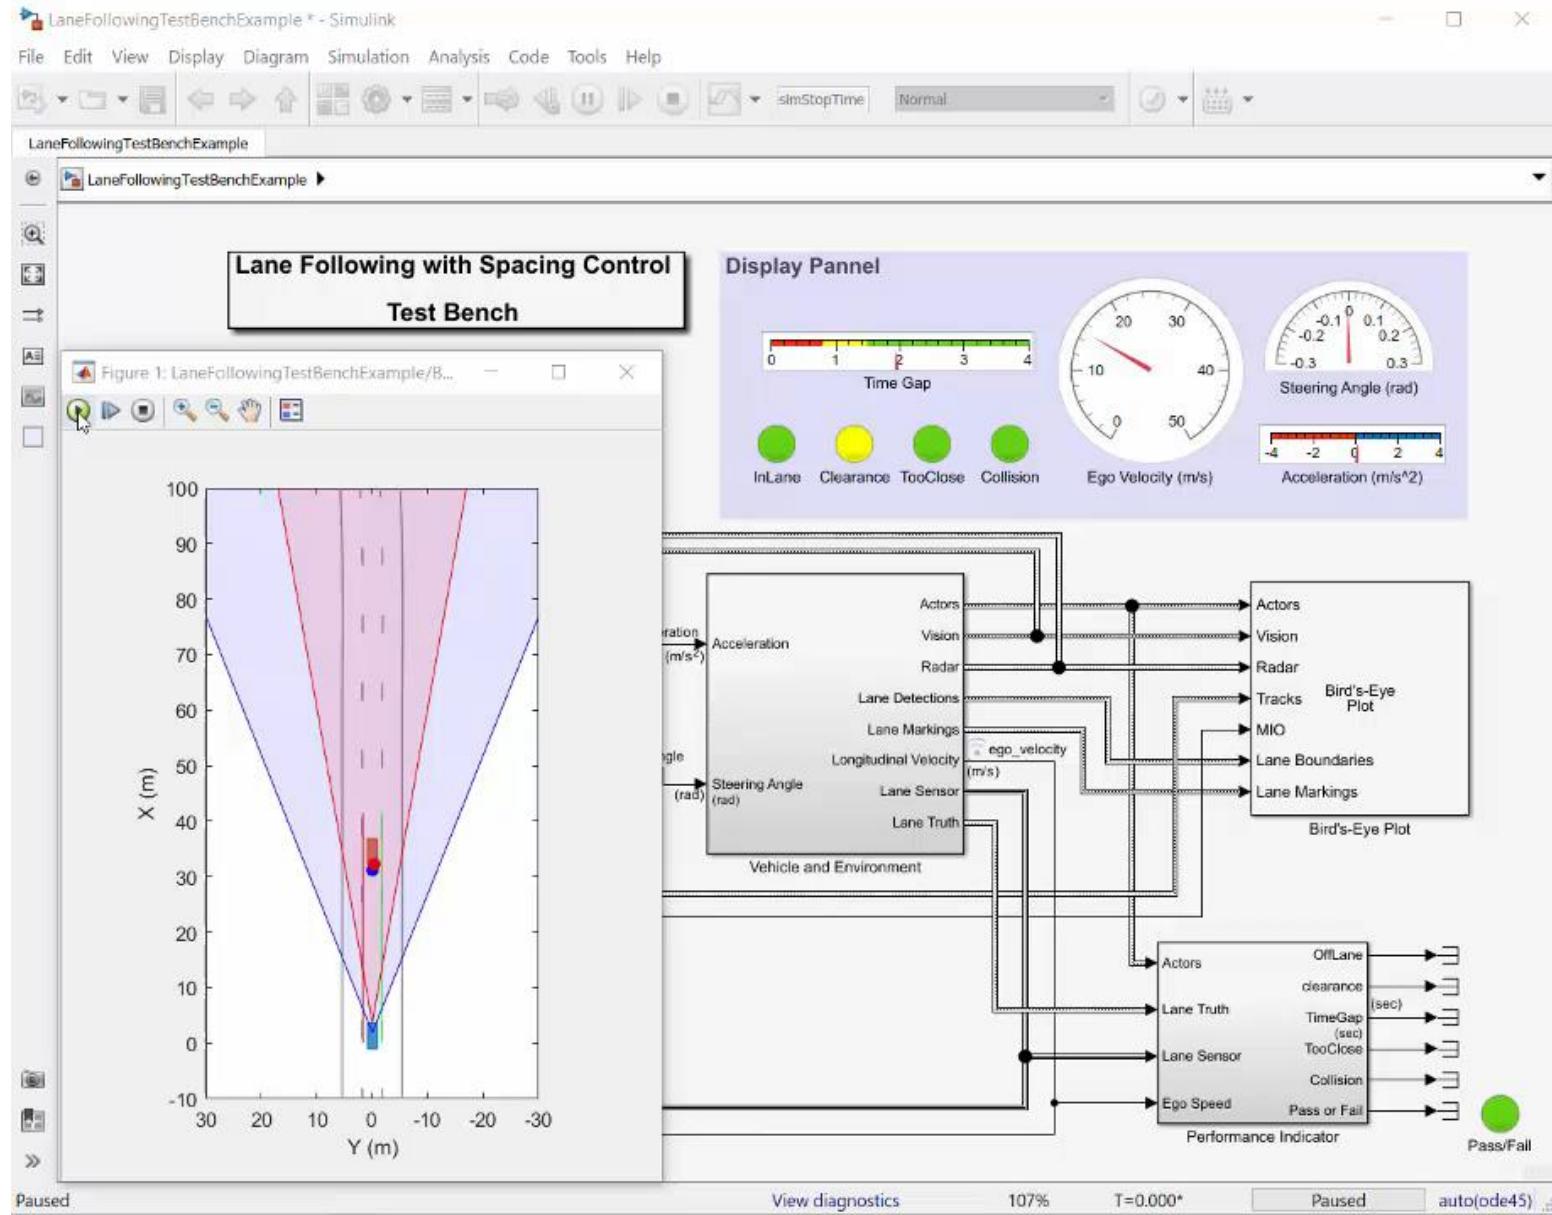 LaneFollowingTestBenchExample * - Simulink
File Edit View Display Diagram Simulation Analysis Code Tools Help
simStopTime Normal
LaneFollowingTestBenchExample
LaneFollowingTestBenchExample
Lane Following with Spacing Control
Test Bench
Display Pannel
0 1 2 3 4
Time Gap
InLane Clearance TooClose Collision
0 10 20 30 40 50
Ego Velocity (m/s)
-0.3 -0.2 -0.1 0 0.1 0.2 0.3
Steering Angle (rad)
-4 -2 0 2 4
Acceleration (m/s^2)
Figure 1: LaneFollowingTestBenchExample/B...
100
90
80
70
60
50
40
30
20
10
0
-10
X (m)
30 20 10 0 -10 -20 -30
Y (m)
ration
(m/s²)
gle
(rad)
Acceleration
Steering Angle
(rad)
Actors
Vision
Radar
Lane Detections
Lane Markings
Longitudinal Velocity
Lane Sensor
Lane Truth
Vehicle and Environment
ego_velocity
(m/s)
Actors
Vision
Radar
Tracks
MIO
Lane Boundaries
Lane Markings
Bird's-Eye
Plot
Bird's-Eye Plot
Actors
Lane Truth
Lane Sensor
Ego Speed
OffLane
clearance
TimeGap
(sec)
TooClose
Collision
Pass or Fail
(sec)
Performance Indicator
Pass/Fail
Paused View diagnostics 107% T=0.000* Paused auto(ode45)